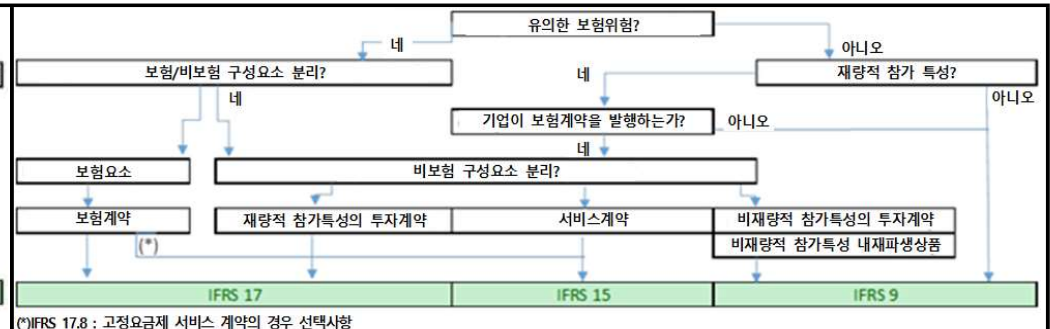 유의한 보험위험?
네
아니오
보험/비보험 구성요소 분리?
네
재량적 참가 특성?
네
아니오
기업이 보험계약을 발행하는가?
아니오
네
보험요소
비보험 구성요소 분리?
보험계약
재량적 참가특성의 투자계약
서비스계약
비재량적 참가특성의 투자계약
(*)
비재량적 참가특성 내재파생상품
IFRS 17
IFRS 15
IFRS 9
(*)IFRS 17.8 : 고정요금제 서비스 계약의 경우 선택사항